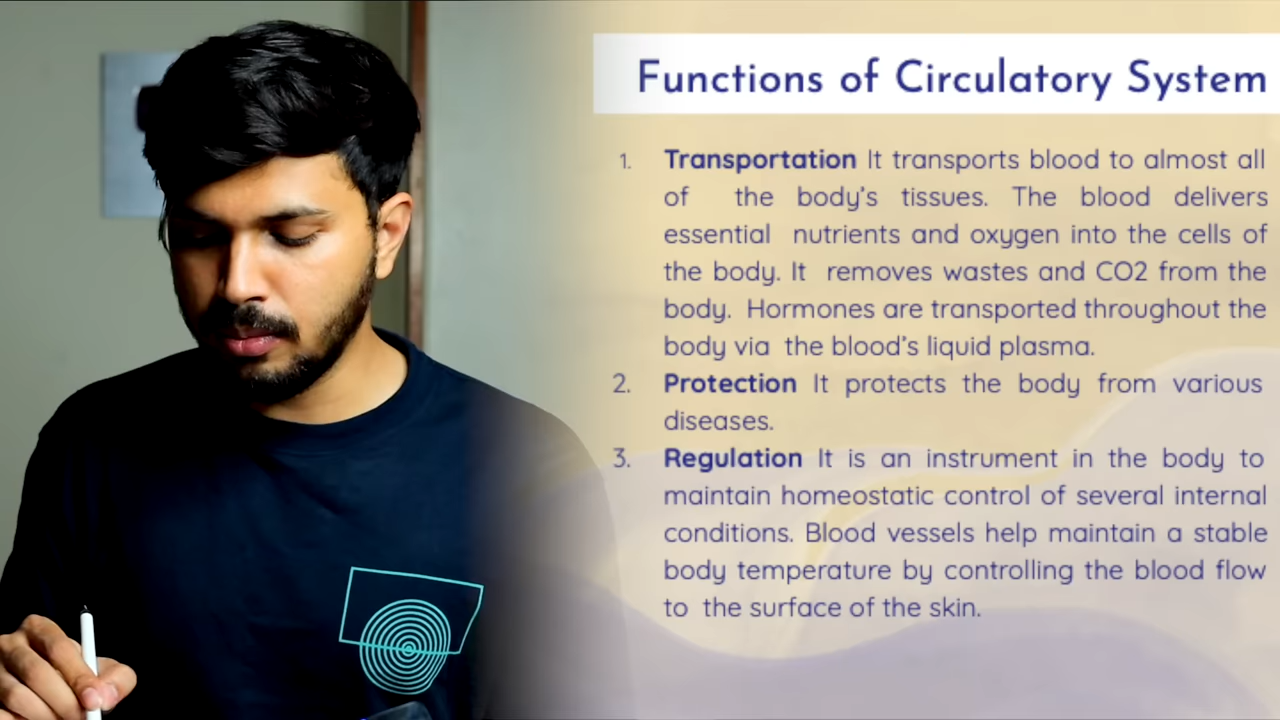 Functions of Circulatory System
1. Transportation It transports blood to almost all
of the body's tissues. The blood delivers
essential nutrients and oxygen into the cells of
the body. It removes wastes and CO2 from the
body. Hormones are transported throughout the
body via the blood's liquid plasma.
2. Protection It protects the body from various
diseases.
3. Regulation It is an instrument in the body to
maintain homeostatic control of several internal
conditions. Blood vessels help maintain a stable
body temperature by controlling the blood flow
to the surface of the skin.